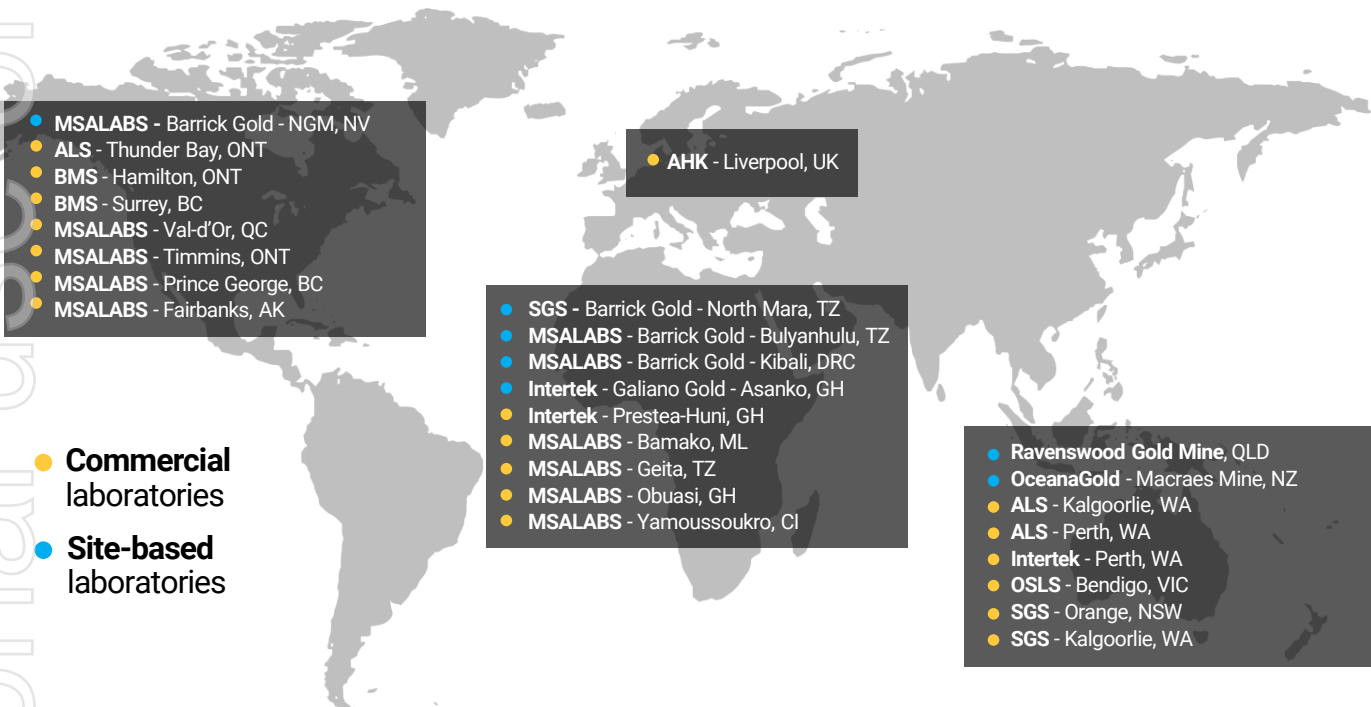 MSALABS - Barrick Gold - NGM, NV
ALS - Thunder Bay, ONT
BMS - Hamilton, ONT
BMS - Surrey, BC
MSALABS - Val-d'Or, QC
MSALABS - Timmins, ONT
MSALABS - Prince George, BC
MSALABS - Fairbanks, AK
AHK - Liverpool, UK
SGS - Barrick Gold - North Mara, TZ
MSALABS - Barrick Gold - Bulyanhulu, TZ
MSALABS - Barrick Gold - Kibali, DRC
Intertek - Galiano Gold - Asanko, GH
Intertek - Prestea-Huni, GH
MSALABS - Bamako, ML
MSALABS - Geita, TZ
MSALABS - Obuasi, GH
MSALABS - Yamoussoukro, CI
Ravenswood Gold Mine, QLD
OceanaGold - Macraes Mine, NZ
ALS - Kalgoorlie, WA
ALS - Perth, WA
Intertek - Perth, WA
OSLS - Bendigo, VIC
SGS - Orange, NSW
SGS - Kalgoorlie, WA
Commercial
laboratories
Site-based
laboratories